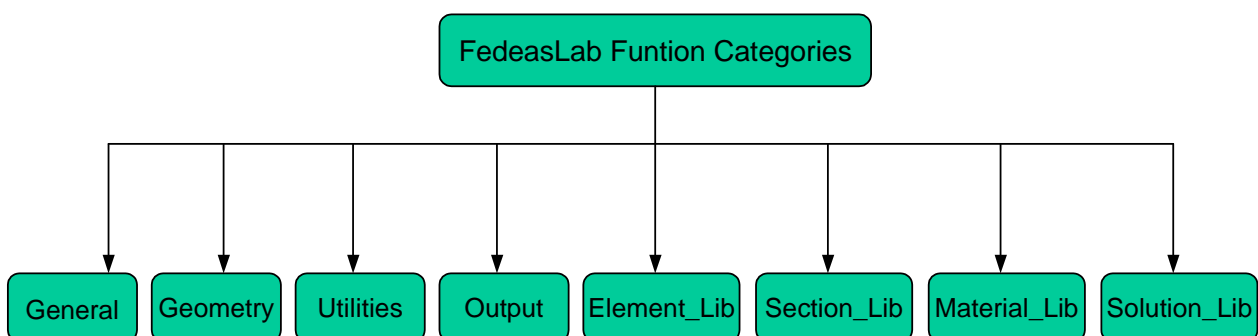 FedeasLab Funtion Categories
General
Geometry
Utilities
Output
Element_Lib
Section_Lib
Material_Lib
Solution_Lib